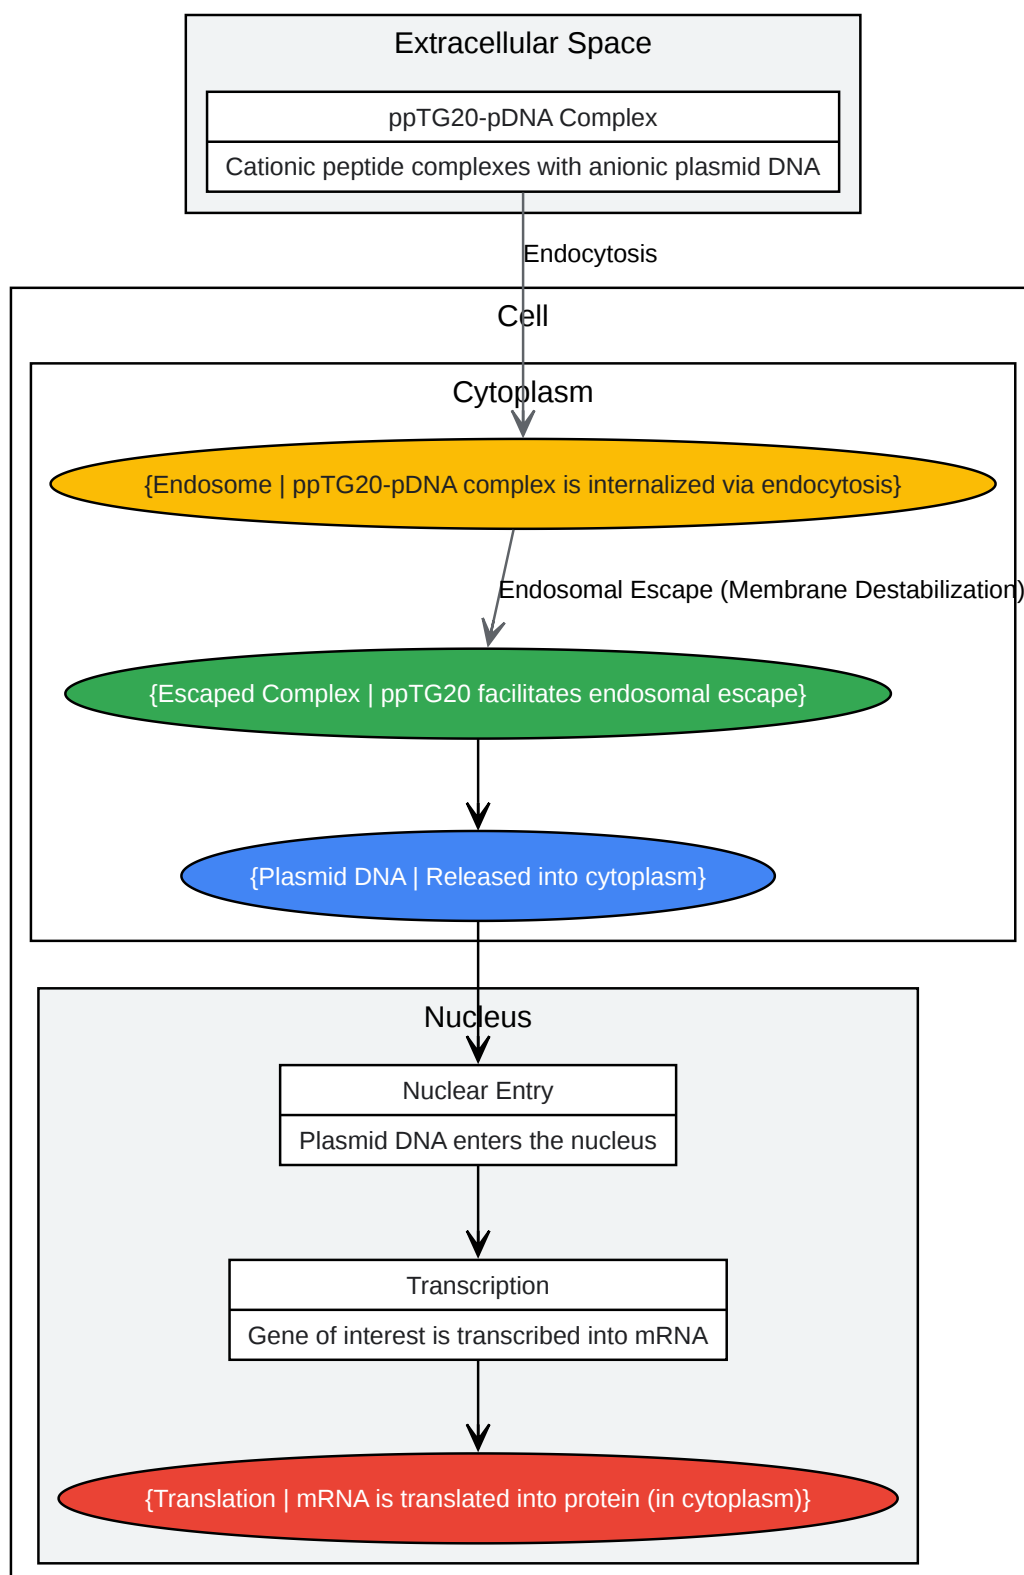 Extracellular Space
ppTG20-pDNA Complex
Cationic peptide complexes with anionic plasmid DNA
Endocytosis
Cell
Cytoplasm
{Endosome | ppTG20-pDNA complex is internalized via endocytosis}
Endosomal Escape (Membrane Destabilization)
{Escaped Complex | ppTG20 facilitates endosomal escape}
{Plasmid DNA | Released into cytoplasm}
Nucleus
Nuclear Entry
Plasmid DNA enters the nucleus
Transcription
Gene of interest is transcribed into mRNA
{Translation | mRNA is translated into protein (in cytoplasm)}